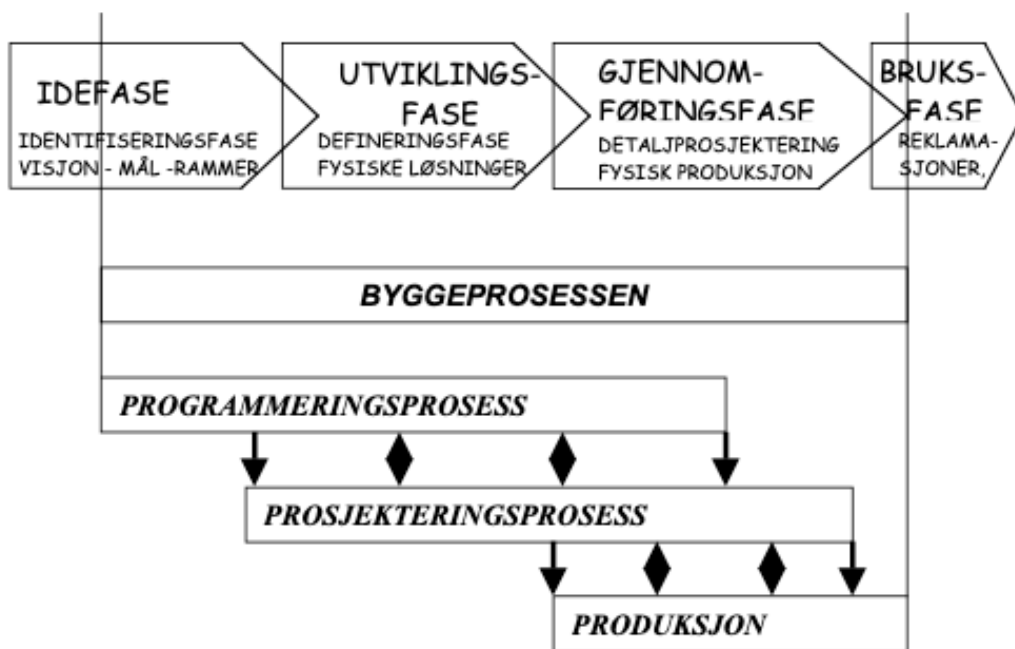 IDEFASE
IDENTIFISERINGSFASE
VISJON - MÅL -RAMMER
UTVIKLINGS-
FASE
DEFINERINGSFASE
FYSISKE LØSNINGER
GJENNOM-
FØRINGSFASE
DETALJPROSJEKTERING
FYSISK PRODUKSJON
BRUKS-
FASE
REKLAMA-
SJONER,
BYGGEPROSESSEN
PROGRAMMERINGSPROSESS
PROSJEKTERINGSPROSESS
PRODUKSJON